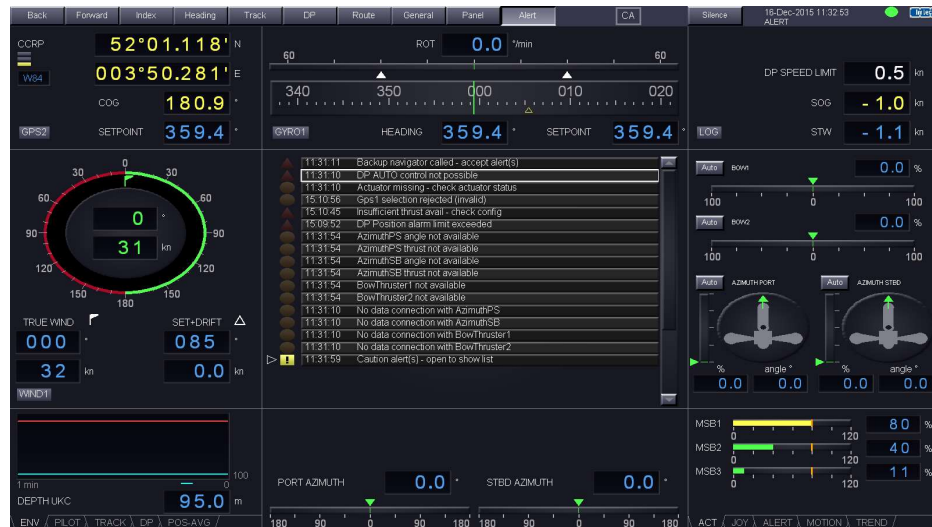 Back Forward Index Heading Track DP Route General Panel Alert CA Silence 16-Dec-2015 11:32:53
ALERT
CCRP 52°01.118' N
W84 003°50.281' E
COG 180.9 °
GPS2 SETPOINT 359.4 °
ROT 0.0 °/min
60 60
340 350 000 010 020
GYRO1 HEADING 359.4 ° SETPOINT 359.4 °
DP SPEED LIMIT 0.5 kn
SOG - 1.0 kn
LOG STW - 1.1 kn
0
30 30
60 60
90 90
120 120
150 150
180
0 °
31 kn
TRUE WIND SET+DRIFT
000 ° 085 °
32 kn 0.0 kn
WIND1
11:31:11 Backup navigator called - accept alert(s)
11:31:10 DP AUTO control not possible
11:31:10 Actuator missing - check actuator status
15:10:56 Gps1 selection rejected (invalid)
15:10:45 Insufficient thrust avail - check config
15:09:52 DP Position alarm limit exceeded
11:31:54 AzimuthPS angle not available
11:31:54 AzimuthPS thrust not available
11:31:54 AzimuthSB angle not available
11:31:54 AzimuthSB thrust not available
11:31:54 BowThruster1 not available
11:31:54 BowThruster2 not available
11:31:10 No data connection with AzimuthPS
11:31:10 No data connection with AzimuthSB
11:31:10 No data connection with BowThruster1
11:31:10 No data connection with BowThruster2
! 11:31:59 Caution alert(s) - open to show list
Auto BOW1 0.0 %
100 0 100
Auto BOW2 0.0 %
100 0 100
Auto AZIMUTH PORT Auto AZIMUTH STBD
% angle ° % angle °
0.0 0.0 0.0 0.0
1 min 0 100
DEPTH UKC 95.0 m
ENV PILOT TRACK DP POS-AVG
PORT AZIMUTH 0.0 ° STBD AZIMUTH 0.0 °
180 90 0 90 180 180 90 0 90 180
MSB1 80 %
0 120
MSB2 40 %
0 120
MSB3 11 %
0 120
ACT JOY ALERT MOTION TREND